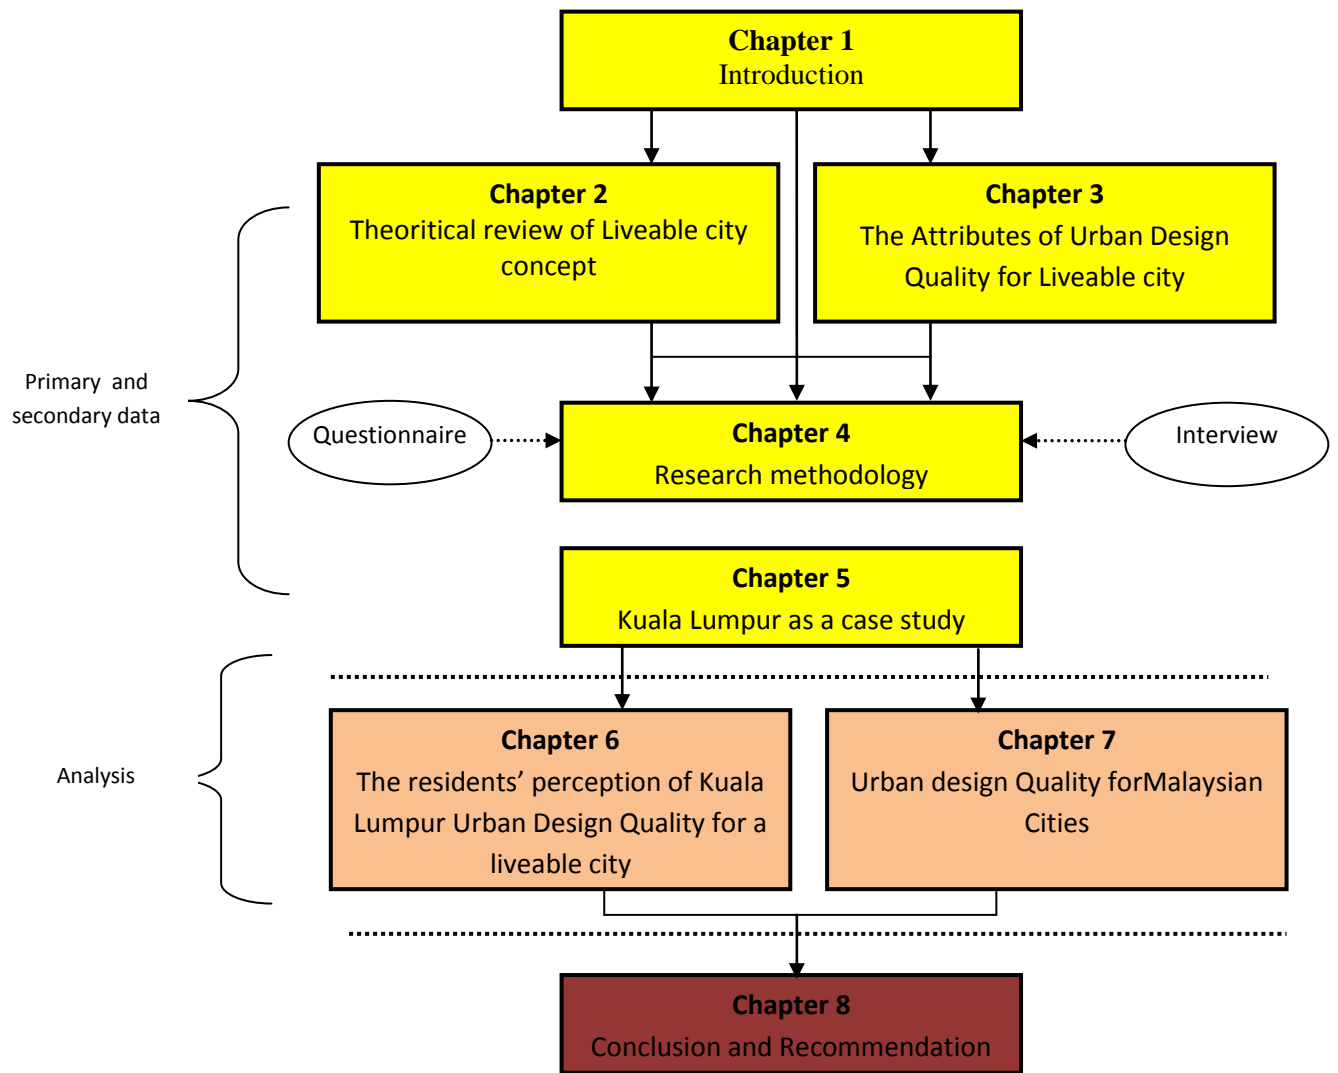 Chapter 1
Introduction
Chapter 2
Theoritical review of Liveable city
concept
Chapter 3
The Attributes of Urban Design
Quality for Liveable city
Primary and
secondary data
Questionnaire
Chapter 4
Research methodology
Interview
Chapter 5
Kuala Lumpur as a case study
Analysis
Chapter 6
The residents’ perception of Kuala
Lumpur Urban Design Quality for a
liveable city
Chapter 7
Urban design Quality forMalaysian
Cities
Chapter 8
Conclusion and Recommendation